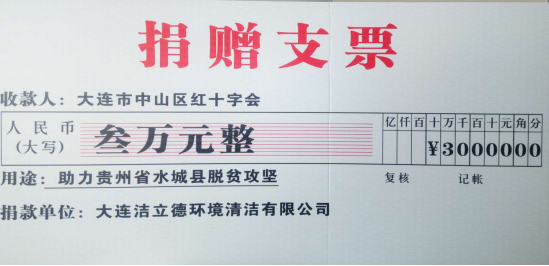 捐赠支票
收款人：大连市中山区红十字会
人民币
(大写)
叁万元整
亿仟百十万千百十元角分
¥3000000
用途：助力贵州省水城县脱贫攻坚
复核 记帐
捐款单位：大连洁立德环境清洁有限公司